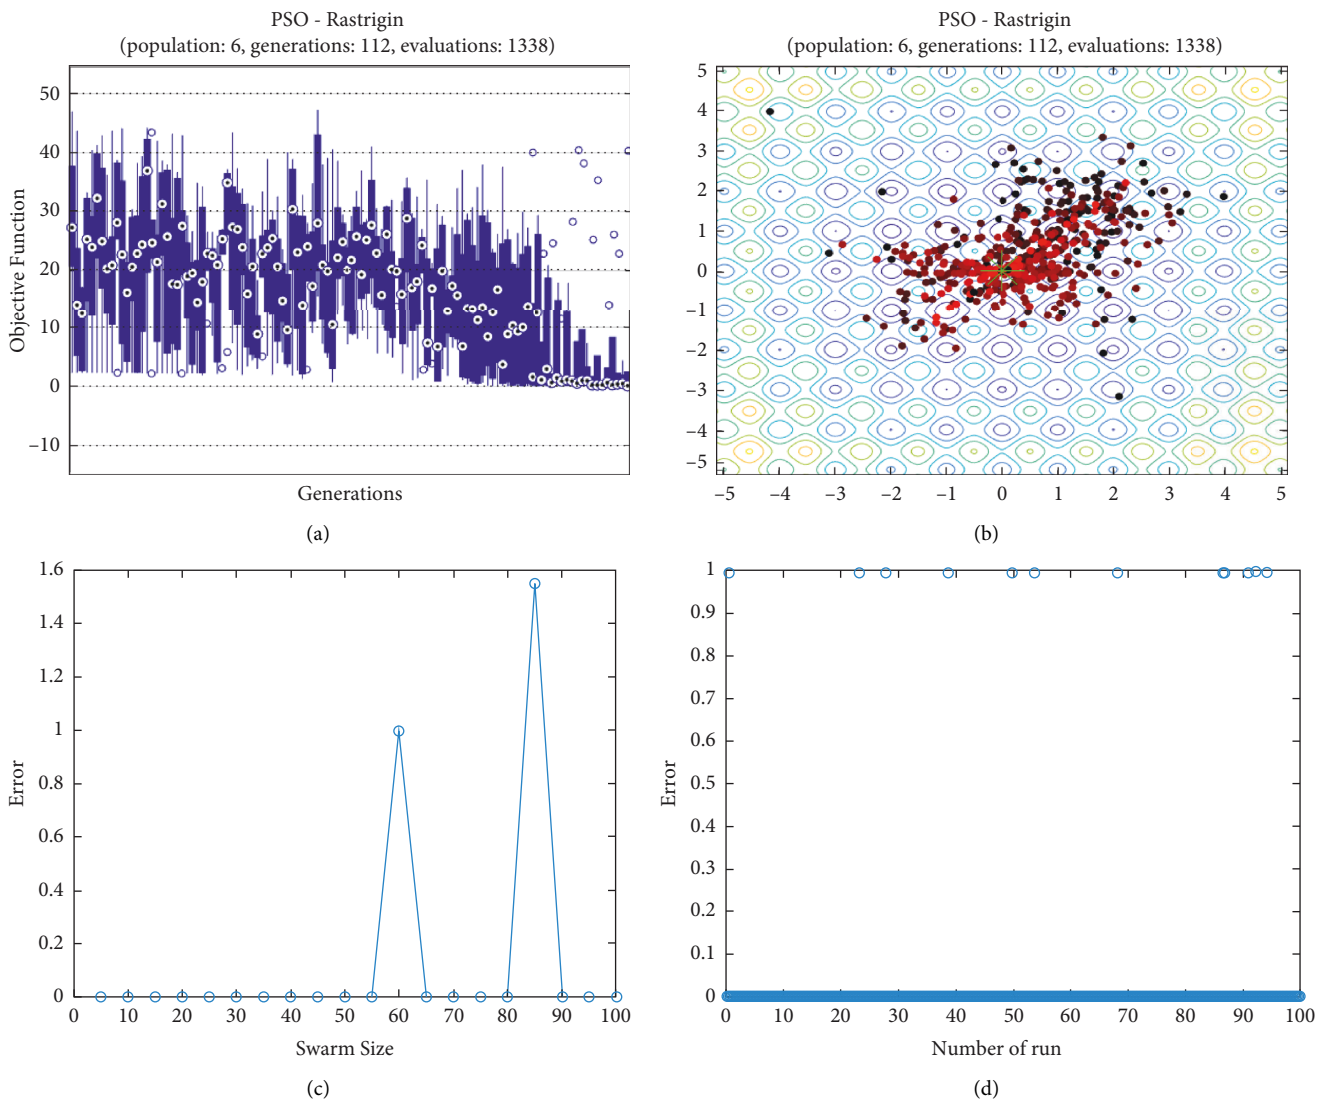 PSO - Rastrigin
(population: 6, generations: 112, evaluations: 1338)
50
40
30
20
10
0
−10
Objective Function
Generations
(a)
PSO - Rastrigin
(population: 6, generations: 112, evaluations: 1338)
5
4
3
2
1
0
−1
−2
−3
−4
−5
−5 −4 −3 −2 −1 0 1 2 3 4 5
(b)
1.6
1.4
1.2
1
0.8
0.6
0.4
0.2
0
Error
0 10 20 30 40 50 60 70 80 90 100
Swarm Size
(c)
1
0.9
0.8
0.7
0.6
0.5
0.4
0.3
0.2
0.1
0
Error
0 10 20 30 40 50 60 70 80 90 100
Number of run
(d)